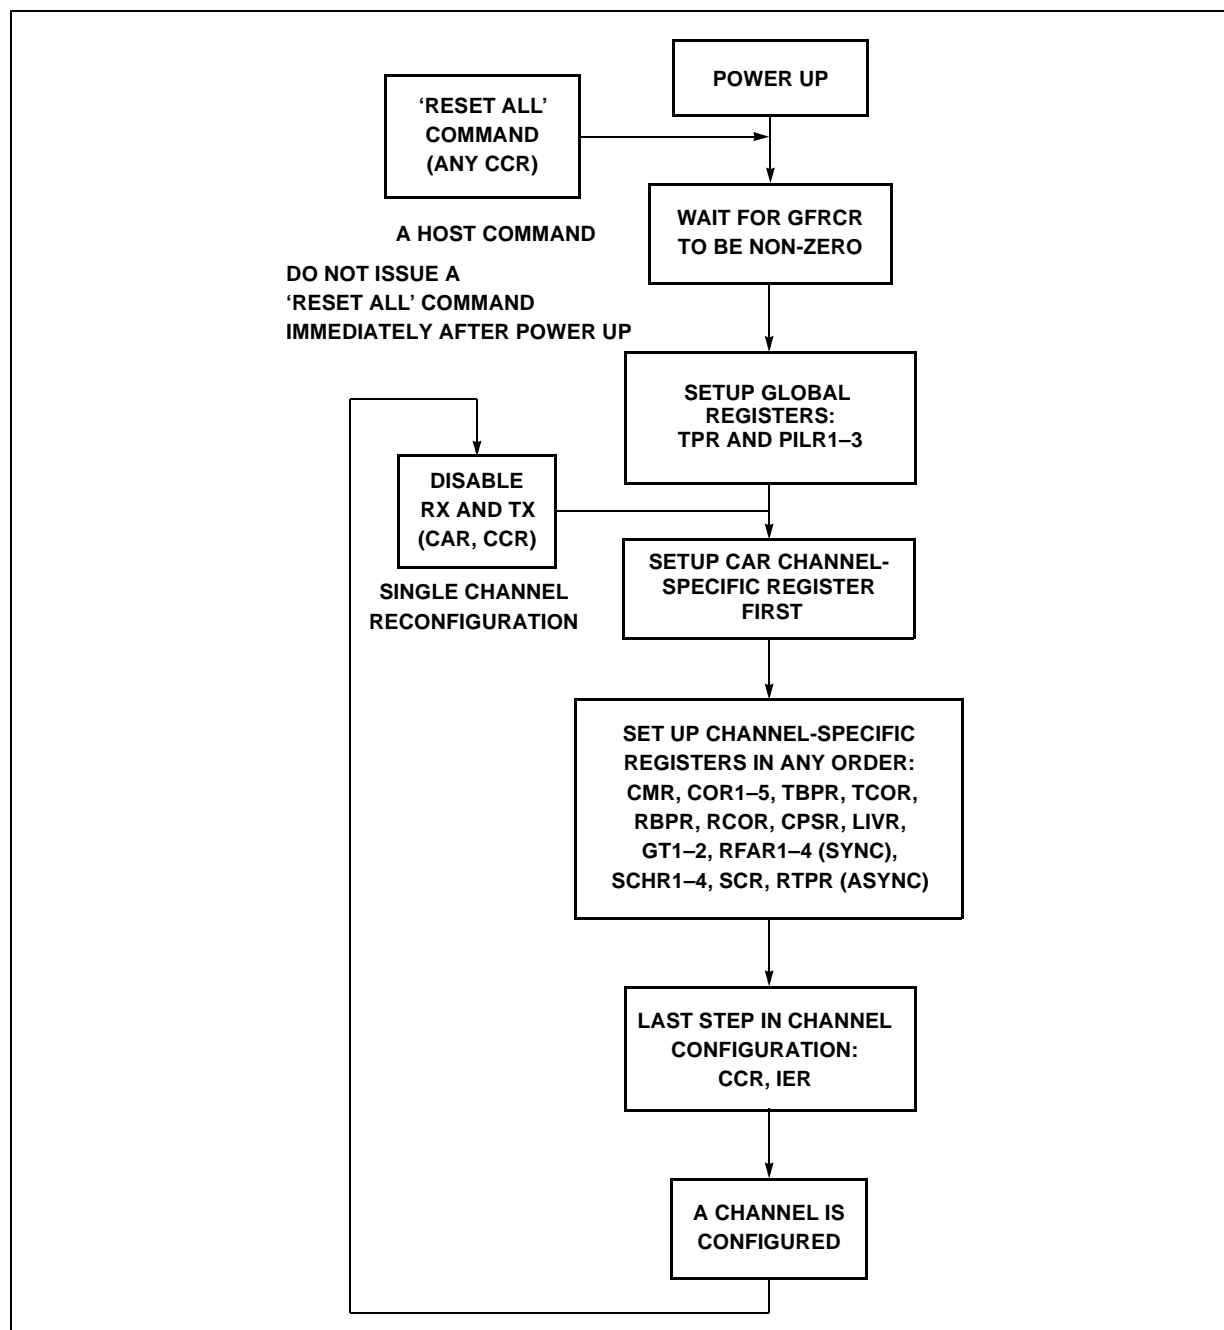 POWER UP
‘RESET ALL’
COMMAND
(ANY CCR)
WAIT FOR GFRCR
TO BE NON-ZERO
A HOST COMMAND
DO NOT ISSUE A
‘RESET ALL’ COMMAND
IMMEDIATELY AFTER POWER UP
SETUP GLOBAL
REGISTERS:
TPR AND PILR1–3
DISABLE
RX AND TX
(CAR, CCR)
SINGLE CHANNEL
RECONFIGURATION
SETUP CAR CHANNEL-
SPECIFIC REGISTER
FIRST
SET UP CHANNEL-SPECIFIC
REGISTERS IN ANY ORDER:
CMR, COR1–5, TBPR, TCOR,
RBPR, RCOR, CPSR, LIVR,
GT1–2, RFAR1–4 (SYNC),
SCHR1–4, SCR, RTPR (ASYNC)
LAST STEP IN CHANNEL
CONFIGURATION:
CCR, IER
A CHANNEL IS
CONFIGURED